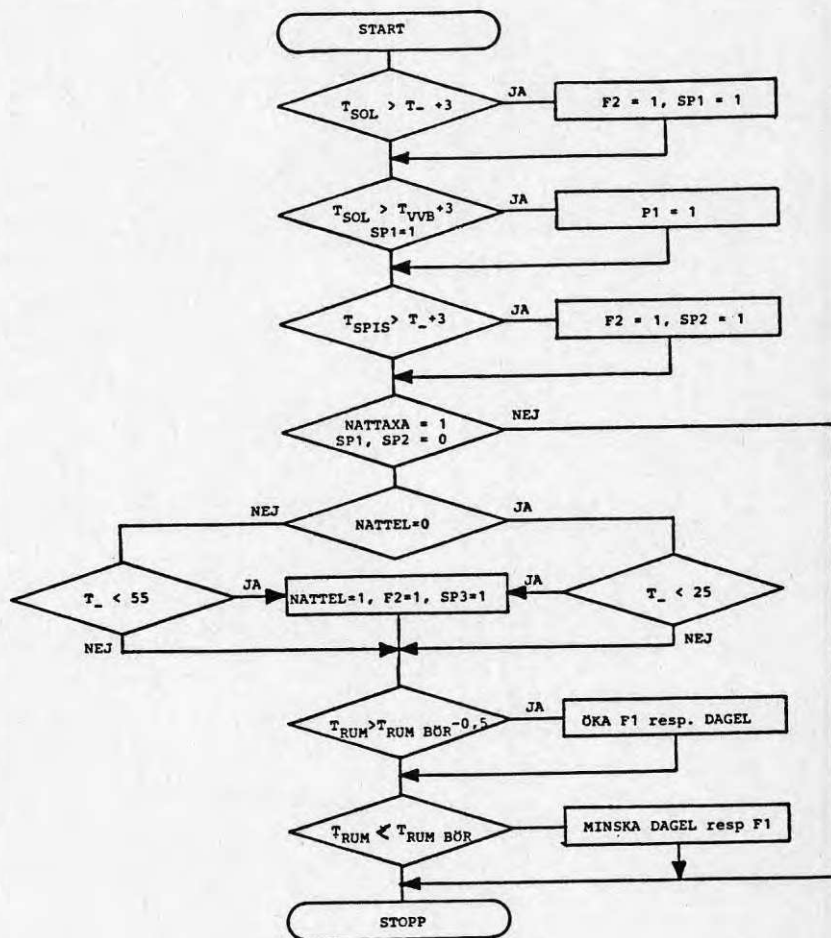 START
T_SOL > T_- +3
JA
F2 = 1, SP1 = 1
T_SOL > T_VVB +3
SP1=1
JA
P1 = 1
T_SPIS > T_- +3
JA
F2 = 1, SP2 = 1
NATTAXA = 1
SP1, SP2 = 0
NEJ
NEJ
NATTEL=0
JA
T_- < 55
JA
NATTEL=1, F2=1, SP3=1
JA
T_- < 25
NEJ
NEJ
T_RUM > T_RUM BÖR -0,5
JA
ÖKA F1 resp. DAGEL
T_RUM < T_RUM BÖR
MINSKA DAGEL resp F1
STOPP